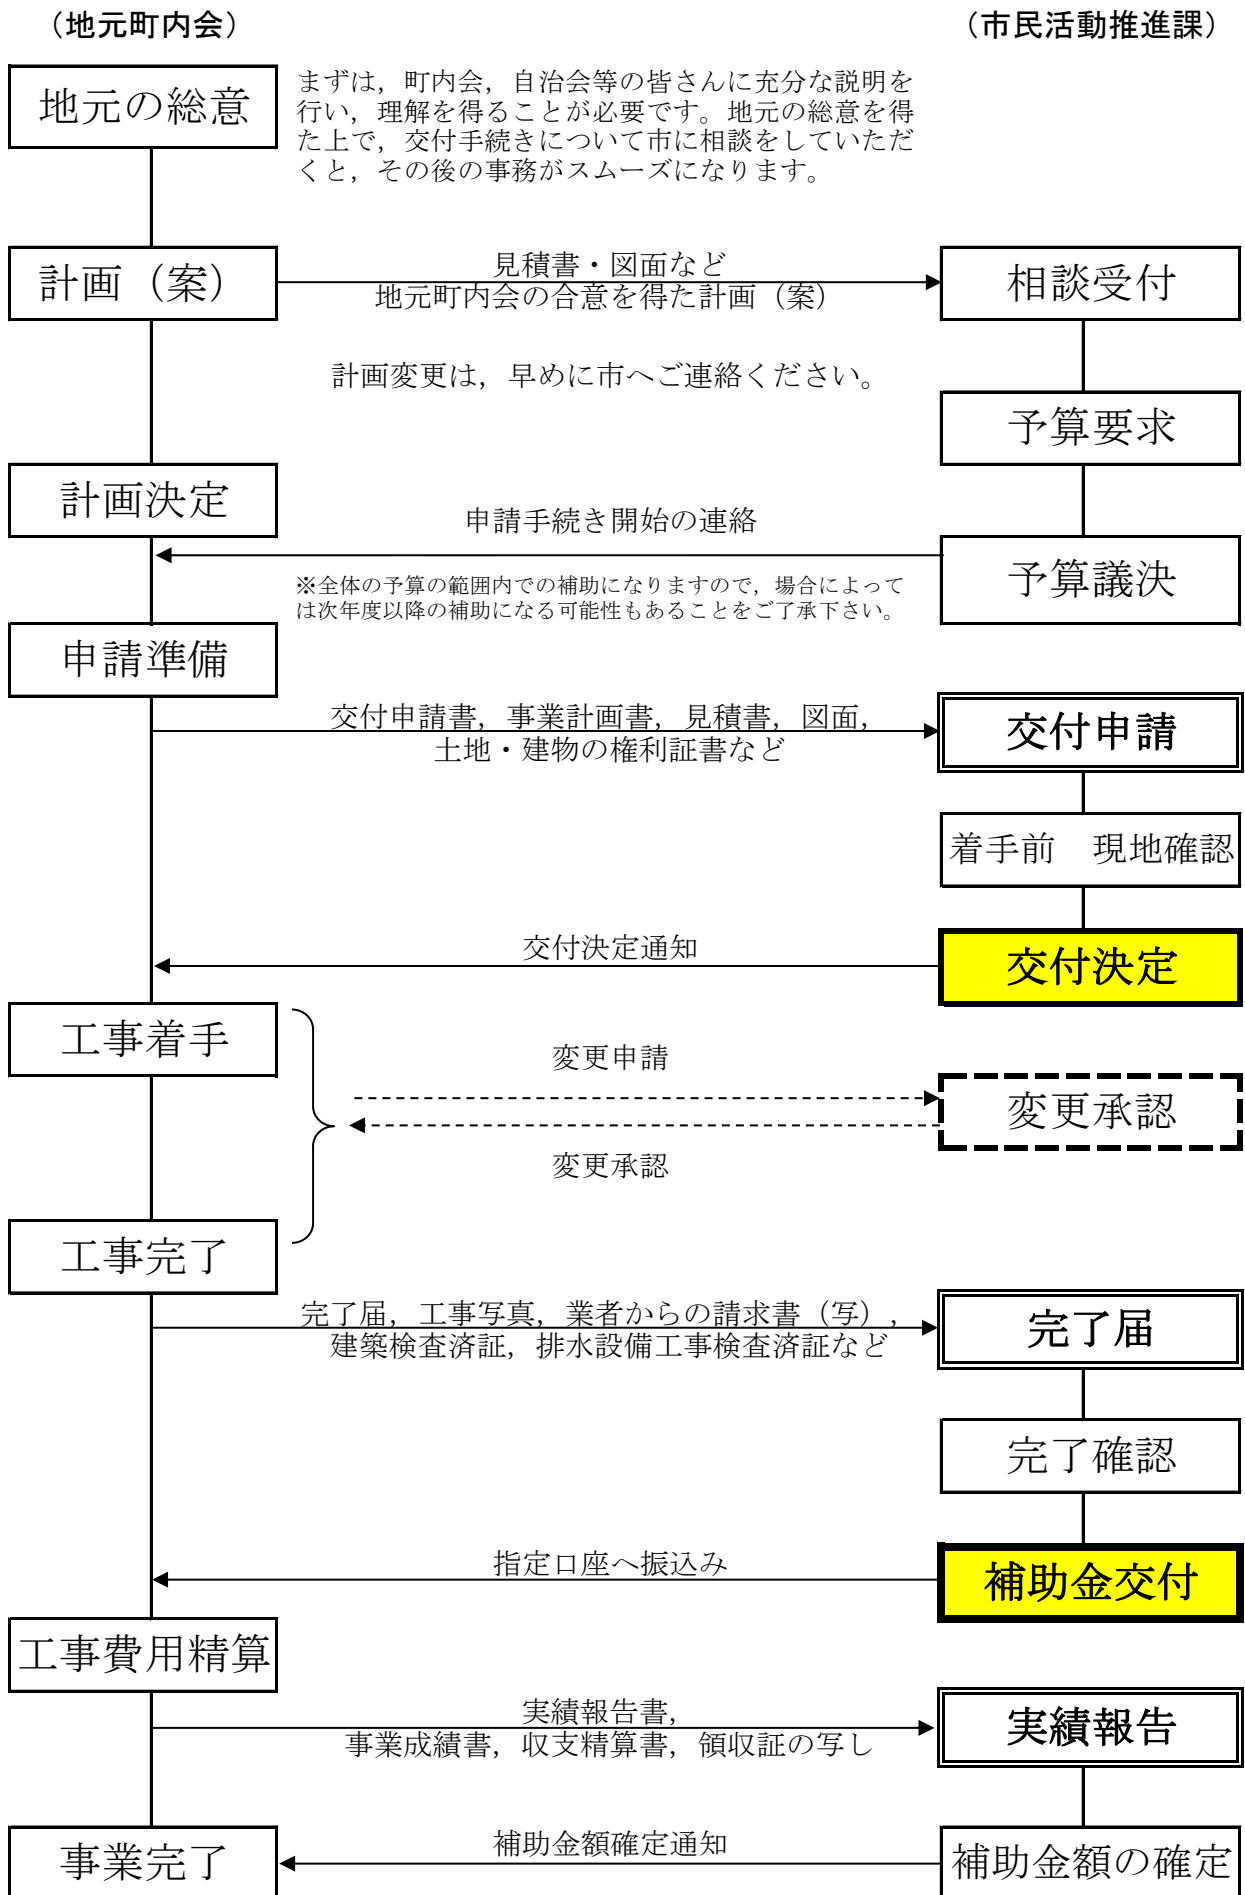 （地元町内会）
（市民活動推進課）
地元の総意
まずは，町内会，自治会等の皆さんに充分な説明を
行い，理解を得ることが必要です。地元の総意を得
た上で，交付手続きについて市に相談をしていただ
くと，その後の事務がスムーズになります。
計画（案）
見積書・図面など
地元町内会の合意を得た計画（案）
相談受付
計画変更は，早めに市へご連絡ください。
予算要求
計画決定
申請手続き開始の連絡
予算議決
※全体の予算の範囲内での補助になりますので，場合によって
は次年度以降の補助になる可能性もあることをご了承下さい。
申請準備
交付申請書，事業計画書，見積書，図面，
土地・建物の権利証書など
交付申請
着手前　現地確認
交付決定通知
交付決定
工事着手
変更申請
変更承認
変更承認
工事完了
完了届，工事写真，業者からの請求書（写），
建築検査済証，排水設備工事検査済証など
完了届
完了確認
指定口座へ振込み
補助金交付
工事費用精算
実績報告書，
事業成績書，収支精算書，領収証の写し
実績報告
事業完了
補助金額確定通知
補助金額の確定